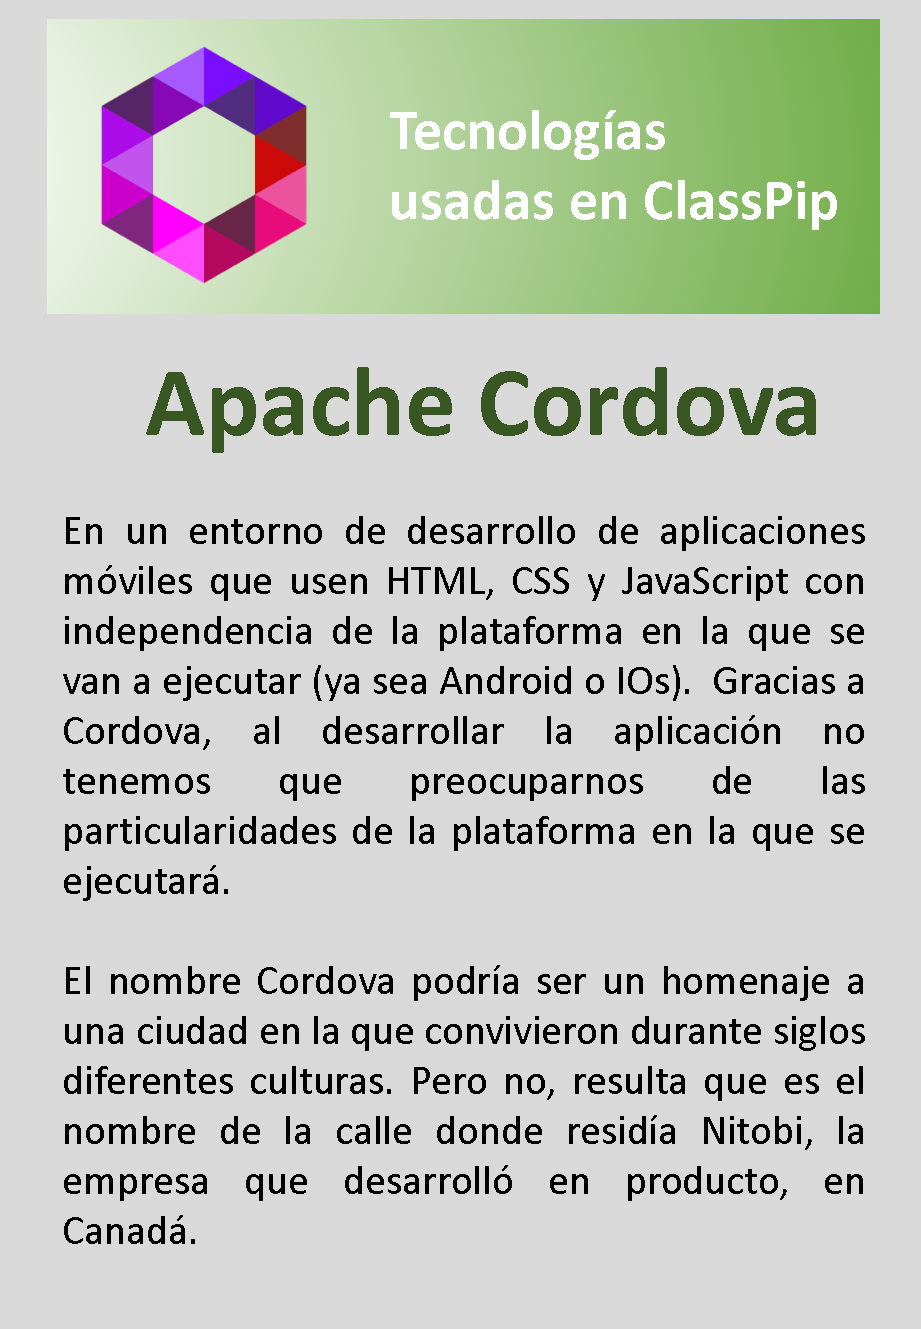 Tecnologías
usadas en ClassPip
Apache Cordova
En un entorno de desarrollo de aplicaciones
móviles que usen HTML, CSS y JavaScript con
independencia de la plataforma en la que se
van a ejecutar (ya sea Android o IOs).  Gracias a
Cordova, al desarrollar la aplicación no
tenemos que preocuparnos de las
particularidades de la plataforma en la que se
ejecutará.
El nombre Cordova podría ser un homenaje a
una ciudad en la que convivieron durante siglos
diferentes culturas. Pero no, resulta que es el
nombre de la calle donde residía Nitobi, la
empresa que desarrolló en producto, en
Canadá.